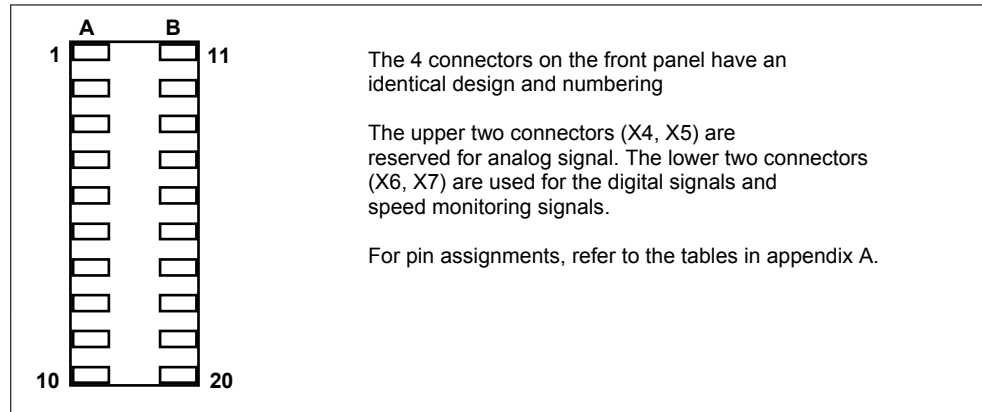 A B
1 11
The 4 connectors on the front panel have an
identical design and numbering
The upper two connectors (X4, X5) are
reserved for analog signal. The lower two connectors
(X6, X7) are used for the digital signals and
speed monitoring signals.
For pin assignments, refer to the tables in appendix A.
10 20